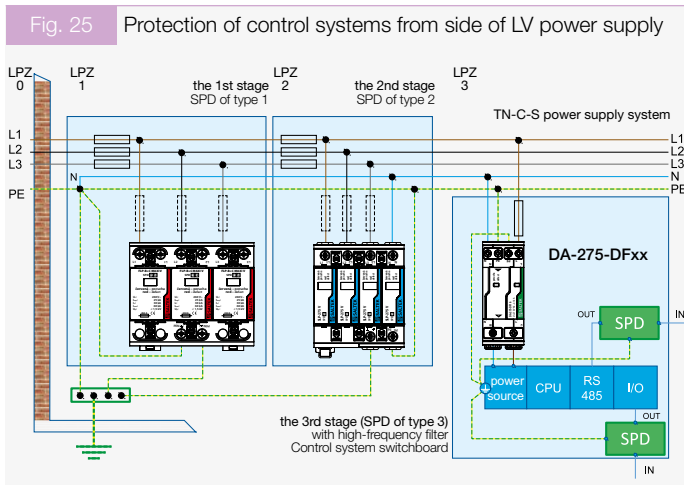 Fig. 25
Protection of control systems from side of LV power supply
LPZ
0
LPZ
1
the 1st stage
SPD of type 1
LPZ
2
the 2nd stage
SPD of type 2
LPZ
3
TN-C-S power supply system
L1
L2
L3
N
PE
L1
L2
L3
N
PE
DA-275-DFxx
OUT
SPD
IN
power
source
CPU
RS
485
I/O
OUT
SPD
IN
the 3rd stage (SPD of type 3)
with high-frequency filter
Control system switchboard